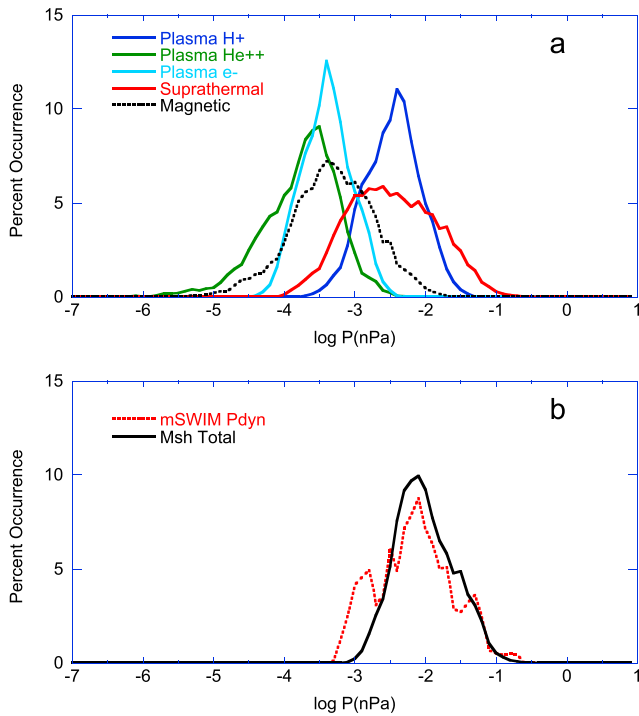 15
a
Plasma H+
Plasma He++
Plasma e-
Suprathermal
Magnetic
10
5
0
Percent Occurrence
-7 -6 -5 -4 -3 -2 -1 0 1
log P(nPa)
15
b
mSWIM Pdyn
Msh Total
10
5
0
Percent Occurrence
-7 -6 -5 -4 -3 -2 -1 0 1
log P(nPa)